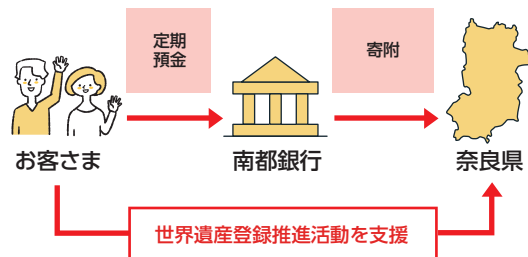 定期
預金
寄附
お客さま
南都銀行
奈良県
世界遺産登録推進活動を支援